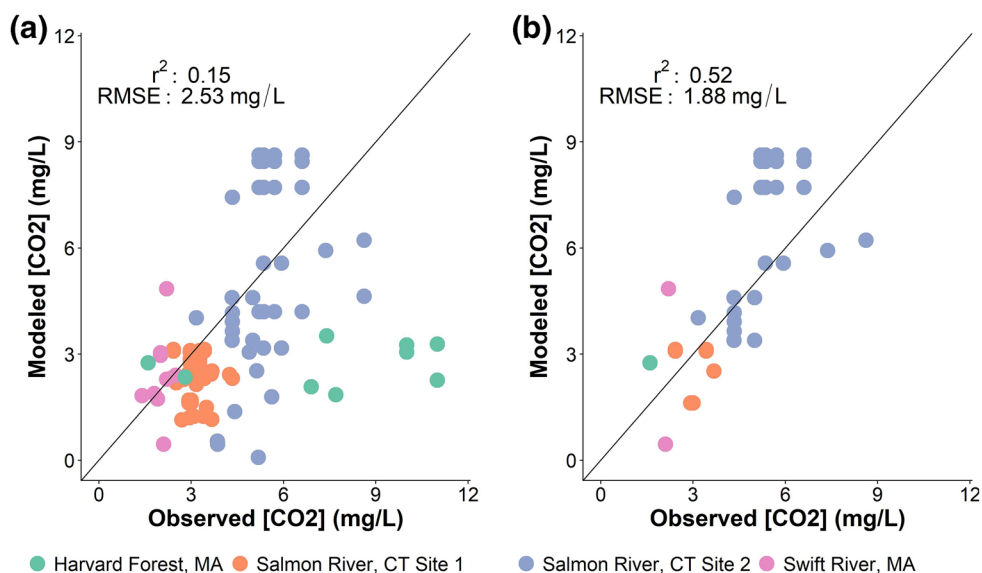 (a)
r2 : 0.15
RMSE : 2.53 mg/L
12
9
6
3
0
Modeled [CO2] (mg/L)
0 3 6 9 12
Observed [CO2] (mg/L)
(b)
r2 : 0.52
RMSE : 1.88 mg/L
12
9
6
3
0
Modeled [CO2] (mg/L)
0 3 6 9 12
Observed [CO2] (mg/L)
Harvard Forest, MA Salmon River, CT Site 1 Salmon River, CT Site 2 Swift River, MA